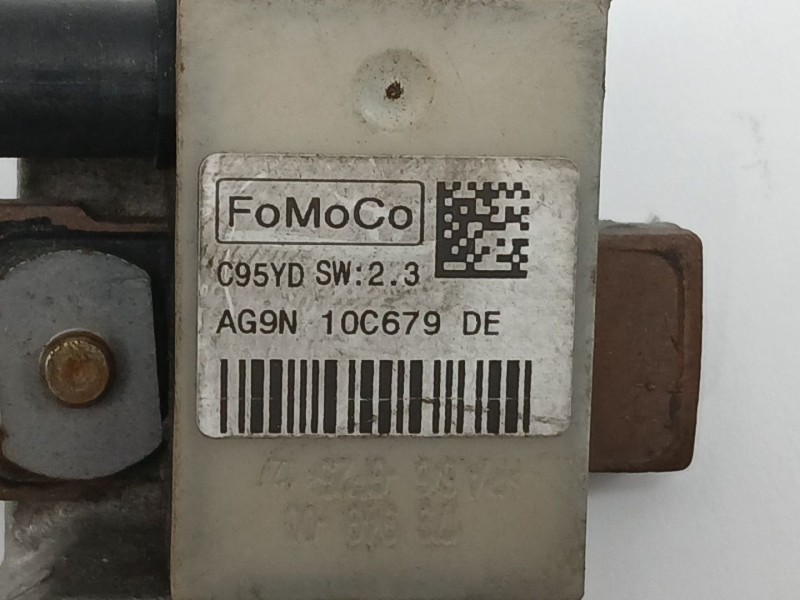 FoMoCo
C95YD SW:2.3
AG9N 10C679 DE